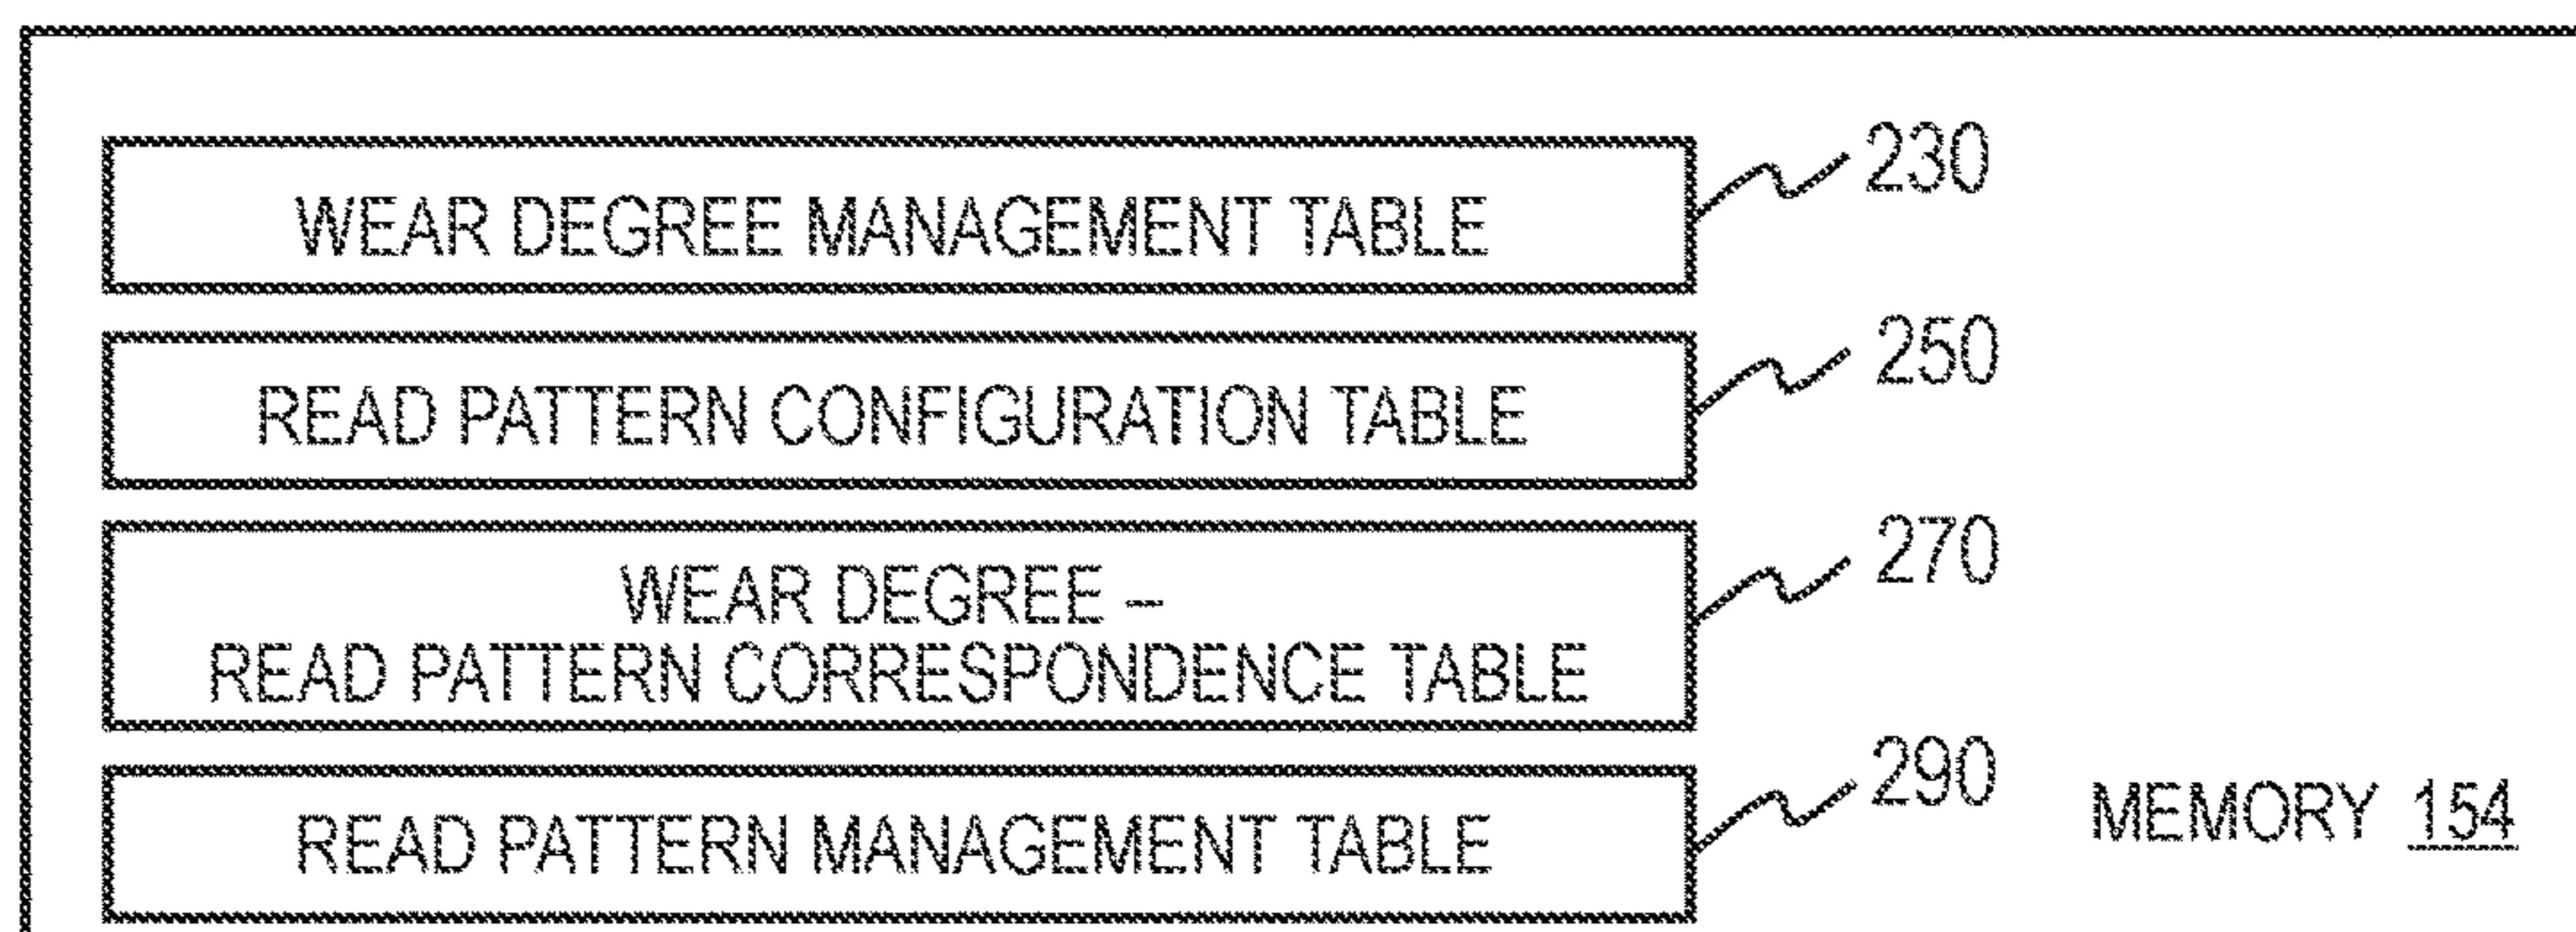 WEAR DEGREE MANAGEMENT TABLE
230
READ PATTERN CONFIGURATION TABLE
250
WEAR DEGREE –
READ PATTERN CORRESPONDENCE TABLE
270
READ PATTERN MANAGEMENT TABLE
290
MEMORY 154